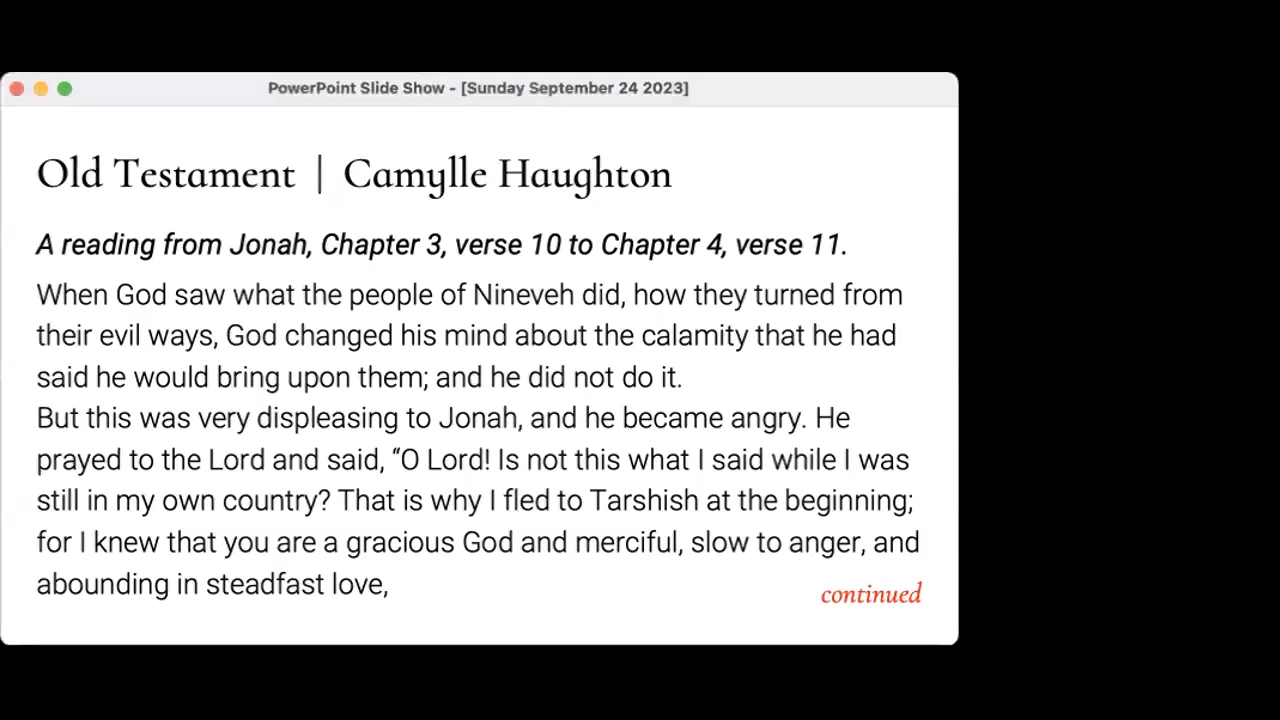 PowerPoint Slide Show - [Sunday September 24 2023]
Old Testament | Camylle Haughton
A reading from Jonah, Chapter 3, verse 10 to Chapter 4, verse 11.
When God saw what the people of Nineveh did, how they turned from
their evil ways, God changed his mind about the calamity that he had
said he would bring upon them; and he did not do it.
But this was very displeasing to Jonah, and he became angry. He
prayed to the Lord and said, “O Lord! Is not this what I said while I was
still in my own country? That is why I fled to Tarshish at the beginning;
for I knew that you are a gracious God and merciful, slow to anger, and
abounding in steadfast love,
continued